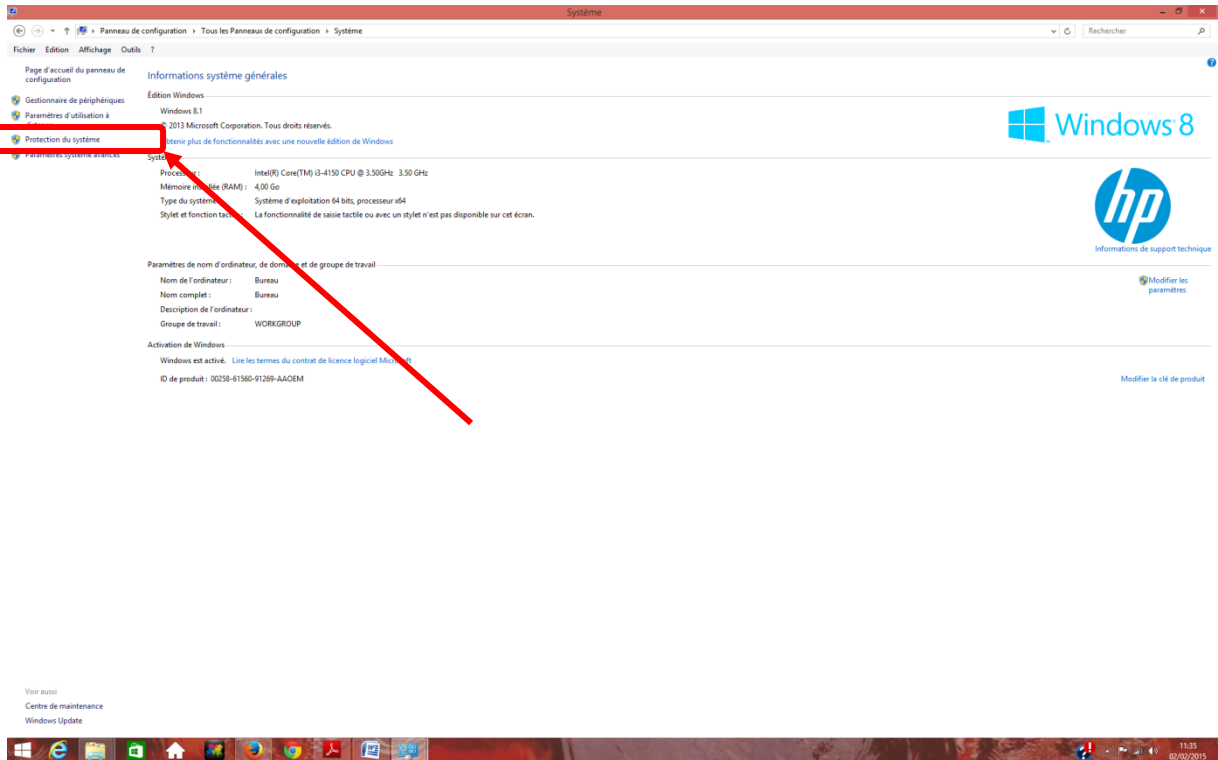 Système
Panneau de configuration Tous les Panneaux de configuration Système
Rechercher
Fichier Edition Affichage Outils ?
Page d'accueil du panneau de
configuration
Gestionnaire de périphériques
Paramètres d'utilisation à
Protection du système
Paramètres système avancés
Informations système générales
Édition Windows
Windows 8.1
© 2013 Microsoft Corporation. Tous droits réservés.
Obtenir plus de fonctionnalités avec une nouvelle édition de Windows
Windows 8
Système
Processeur : Intel(R) Core(TM) i3-4150 CPU @ 3.50GHz 3.50 GHz
Mémoire installée (RAM) : 4,00 Go
Type du système : Système d'exploitation 64 bits, processeur x64
Stylet et fonction tactile : La fonctionnalité de saisie tactile ou avec un stylet n'est pas disponible sur cet écran.
hp
Informations de support technique
Paramètres de nom d'ordinateur, de domaine et de groupe de travail
Nom de l'ordinateur : Bureau
Nom complet : Bureau
Description de l'ordinateur :
Groupe de travail : WORKGROUP
Modifier les
paramètres
Activation de Windows
Windows est activé. Lire les termes du contrat de licence logiciel Microsoft
ID de produit : 00258-61560-91269-AAOEM
Modifier la clé de produit
Voir aussi
Centre de maintenance
Windows Update
11:35
02/02/2015